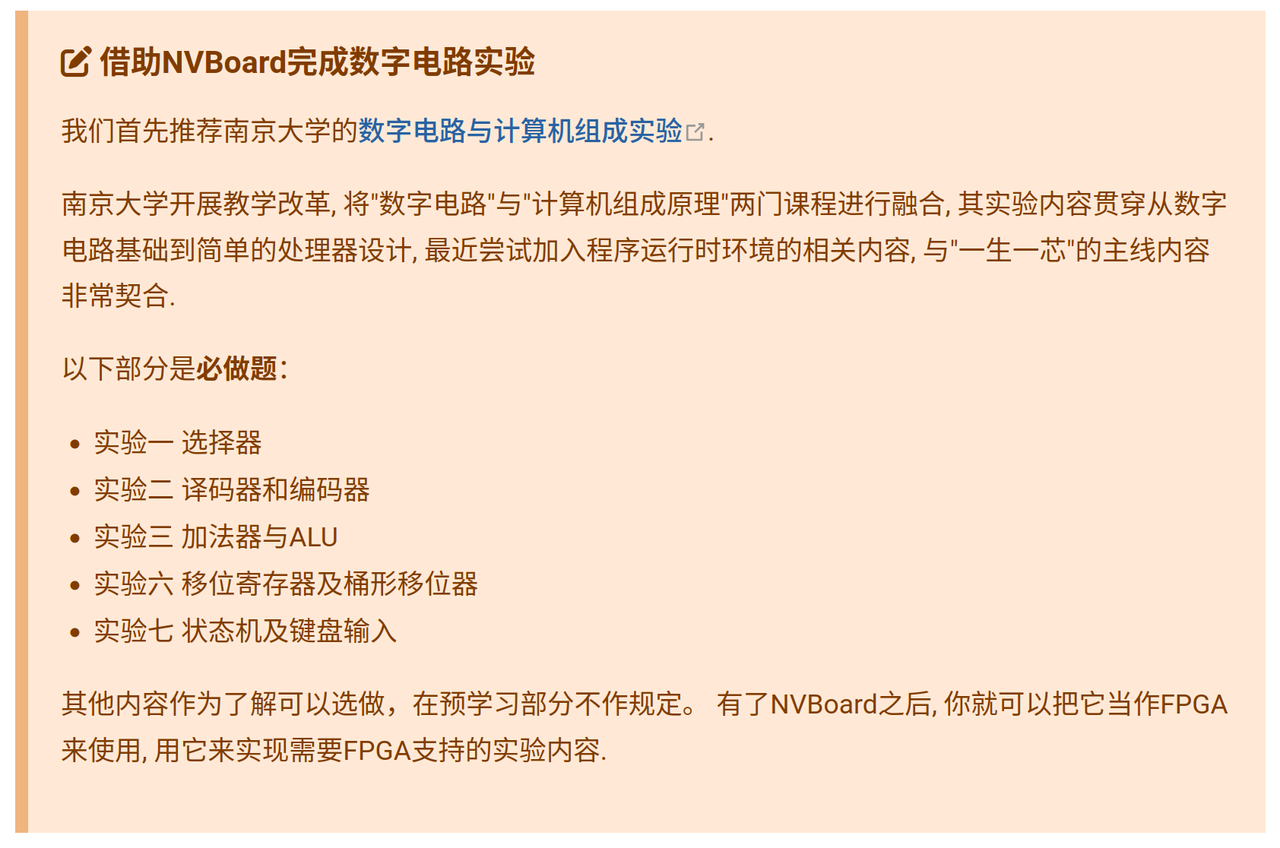 借助NVBoard完成数字电路实验
我们首先推荐南京大学的数字电路与计算机组成实验.
南京大学开展教学改革, 将"数字电路"与"计算机组成原理"两门课程进行融合, 其实验内容贯穿从数字
电路基础到简单的处理器设计, 最近尝试加入程序运行时环境的相关内容, 与"一生一芯"的主线内容
非常契合.
以下部分是必做题：
• 实验一 选择器
• 实验二 译码器和编码器
• 实验三 加法器与ALU
• 实验六 移位寄存器及桶形移位器
• 实验七 状态机及键盘输入
其他内容作为了解可以选做，在预学习部分不作规定。 有了NVBoard之后, 你就可以把它当作FPGA
来使用, 用它来实现需要FPGA支持的实验内容.